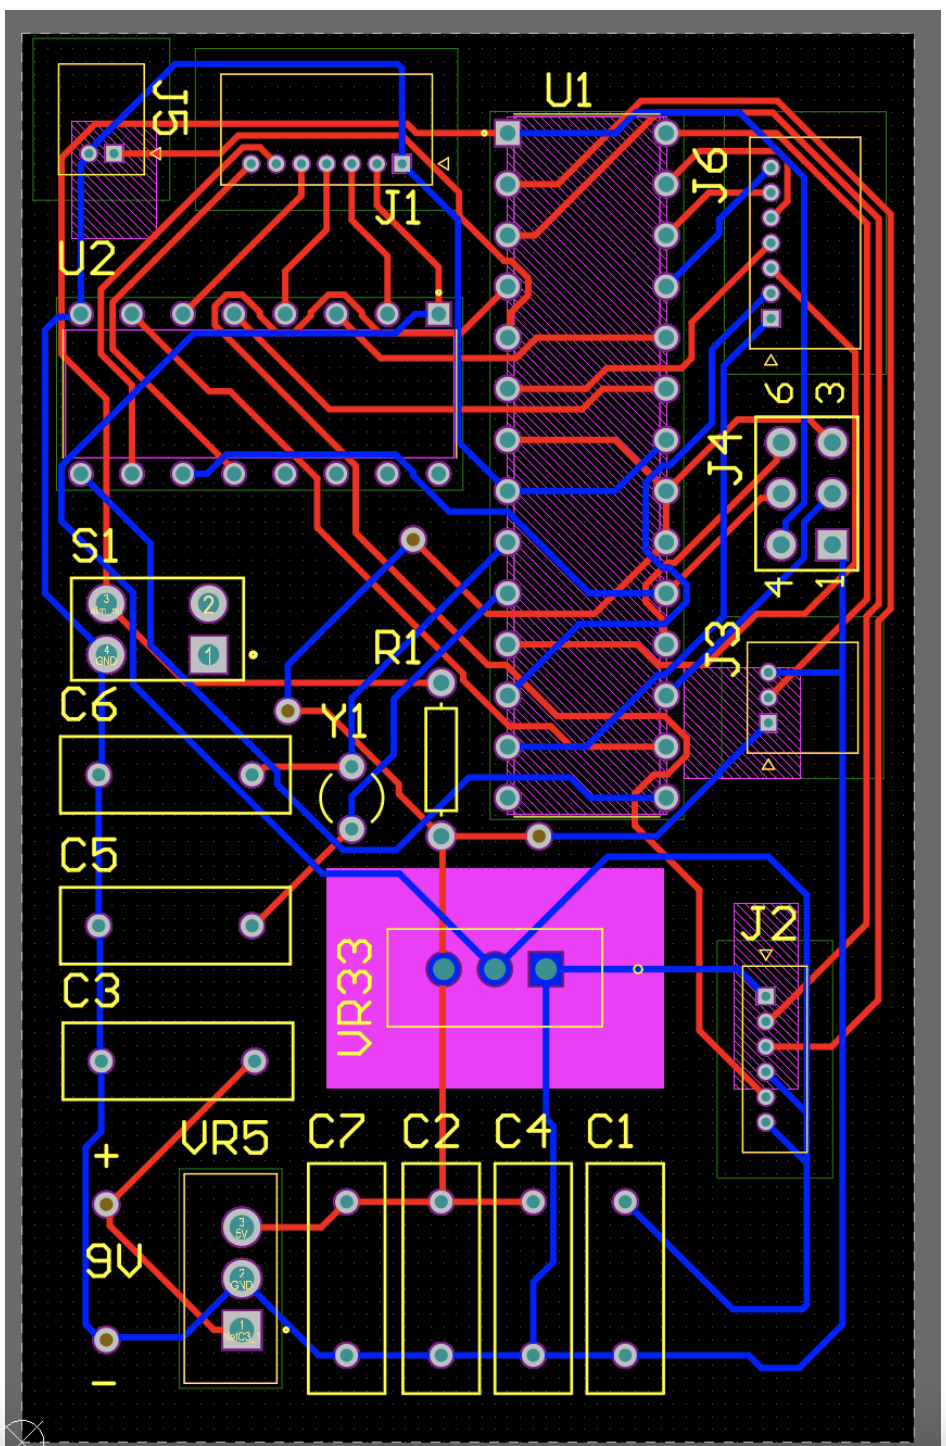 J5
U1
J6
J1
U2
6
3
J4
S1
3
2
4
GND
1
4
1
R1
J3
C6
Y1
C5
J2
VR33
C3
C7
C2
C4
C1
VR5
+
3
5V
9V
2
GND
1
NetC3_1
−